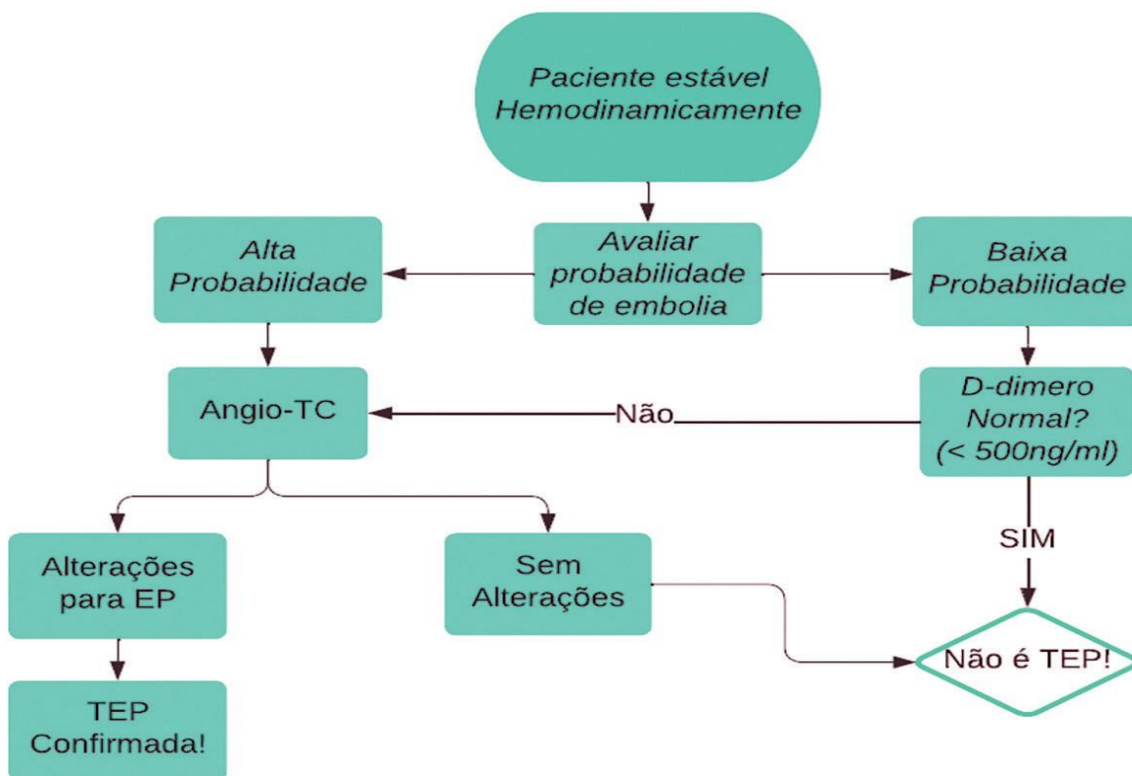 Paciente estável
Hemodinamicamente
Alta
Probabilidade
Avaliar
probabilidade
de embolia
Baixa
Probabilidade
Angio-TC
Não
D-dimero
Normal?
(< 500ng/ml)
SIM
Alterações
para EP
Sem
Alterações
Não é TEP!
TEP
Confirmada!